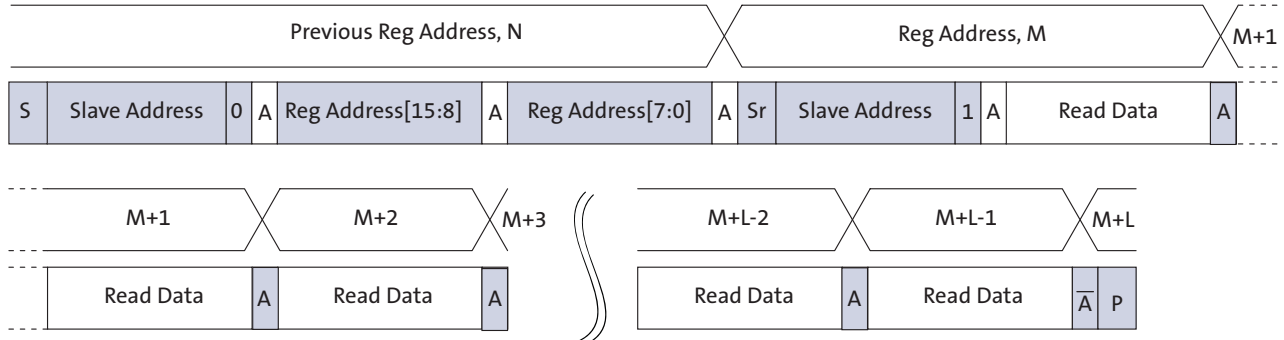 Previous Reg Address, N Reg Address, M M+1
S Slave Address 0 A Reg Address[15:8] A Reg Address[7:0] A Sr Slave Address 1 A Read Data A
M+1 M+2 M+3 M+L-2 M+L-1 M+L
Read Data A Read Data A Read Data A Read Data A̅ P